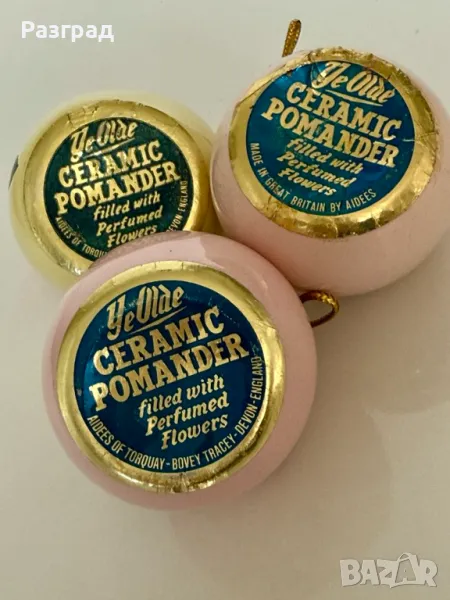 Разград
Ye Olde
CERAMIC
POMANDER
filled with
Perfumed
Flowers
AIDEES OF TORQUAY
DEVON ENGLAND
Ye Olde
CERAMIC
POMANDER
filled with
Perfumed
Flowers
MADE IN GREAT BRITAIN BY AIDEES
Ye Olde
CERAMIC
POMANDER
filled with
Perfumed
Flowers
AIDEES OF TORQUAY - BOVEY TRACEY - DEVON - ENGLAND
BAZAR